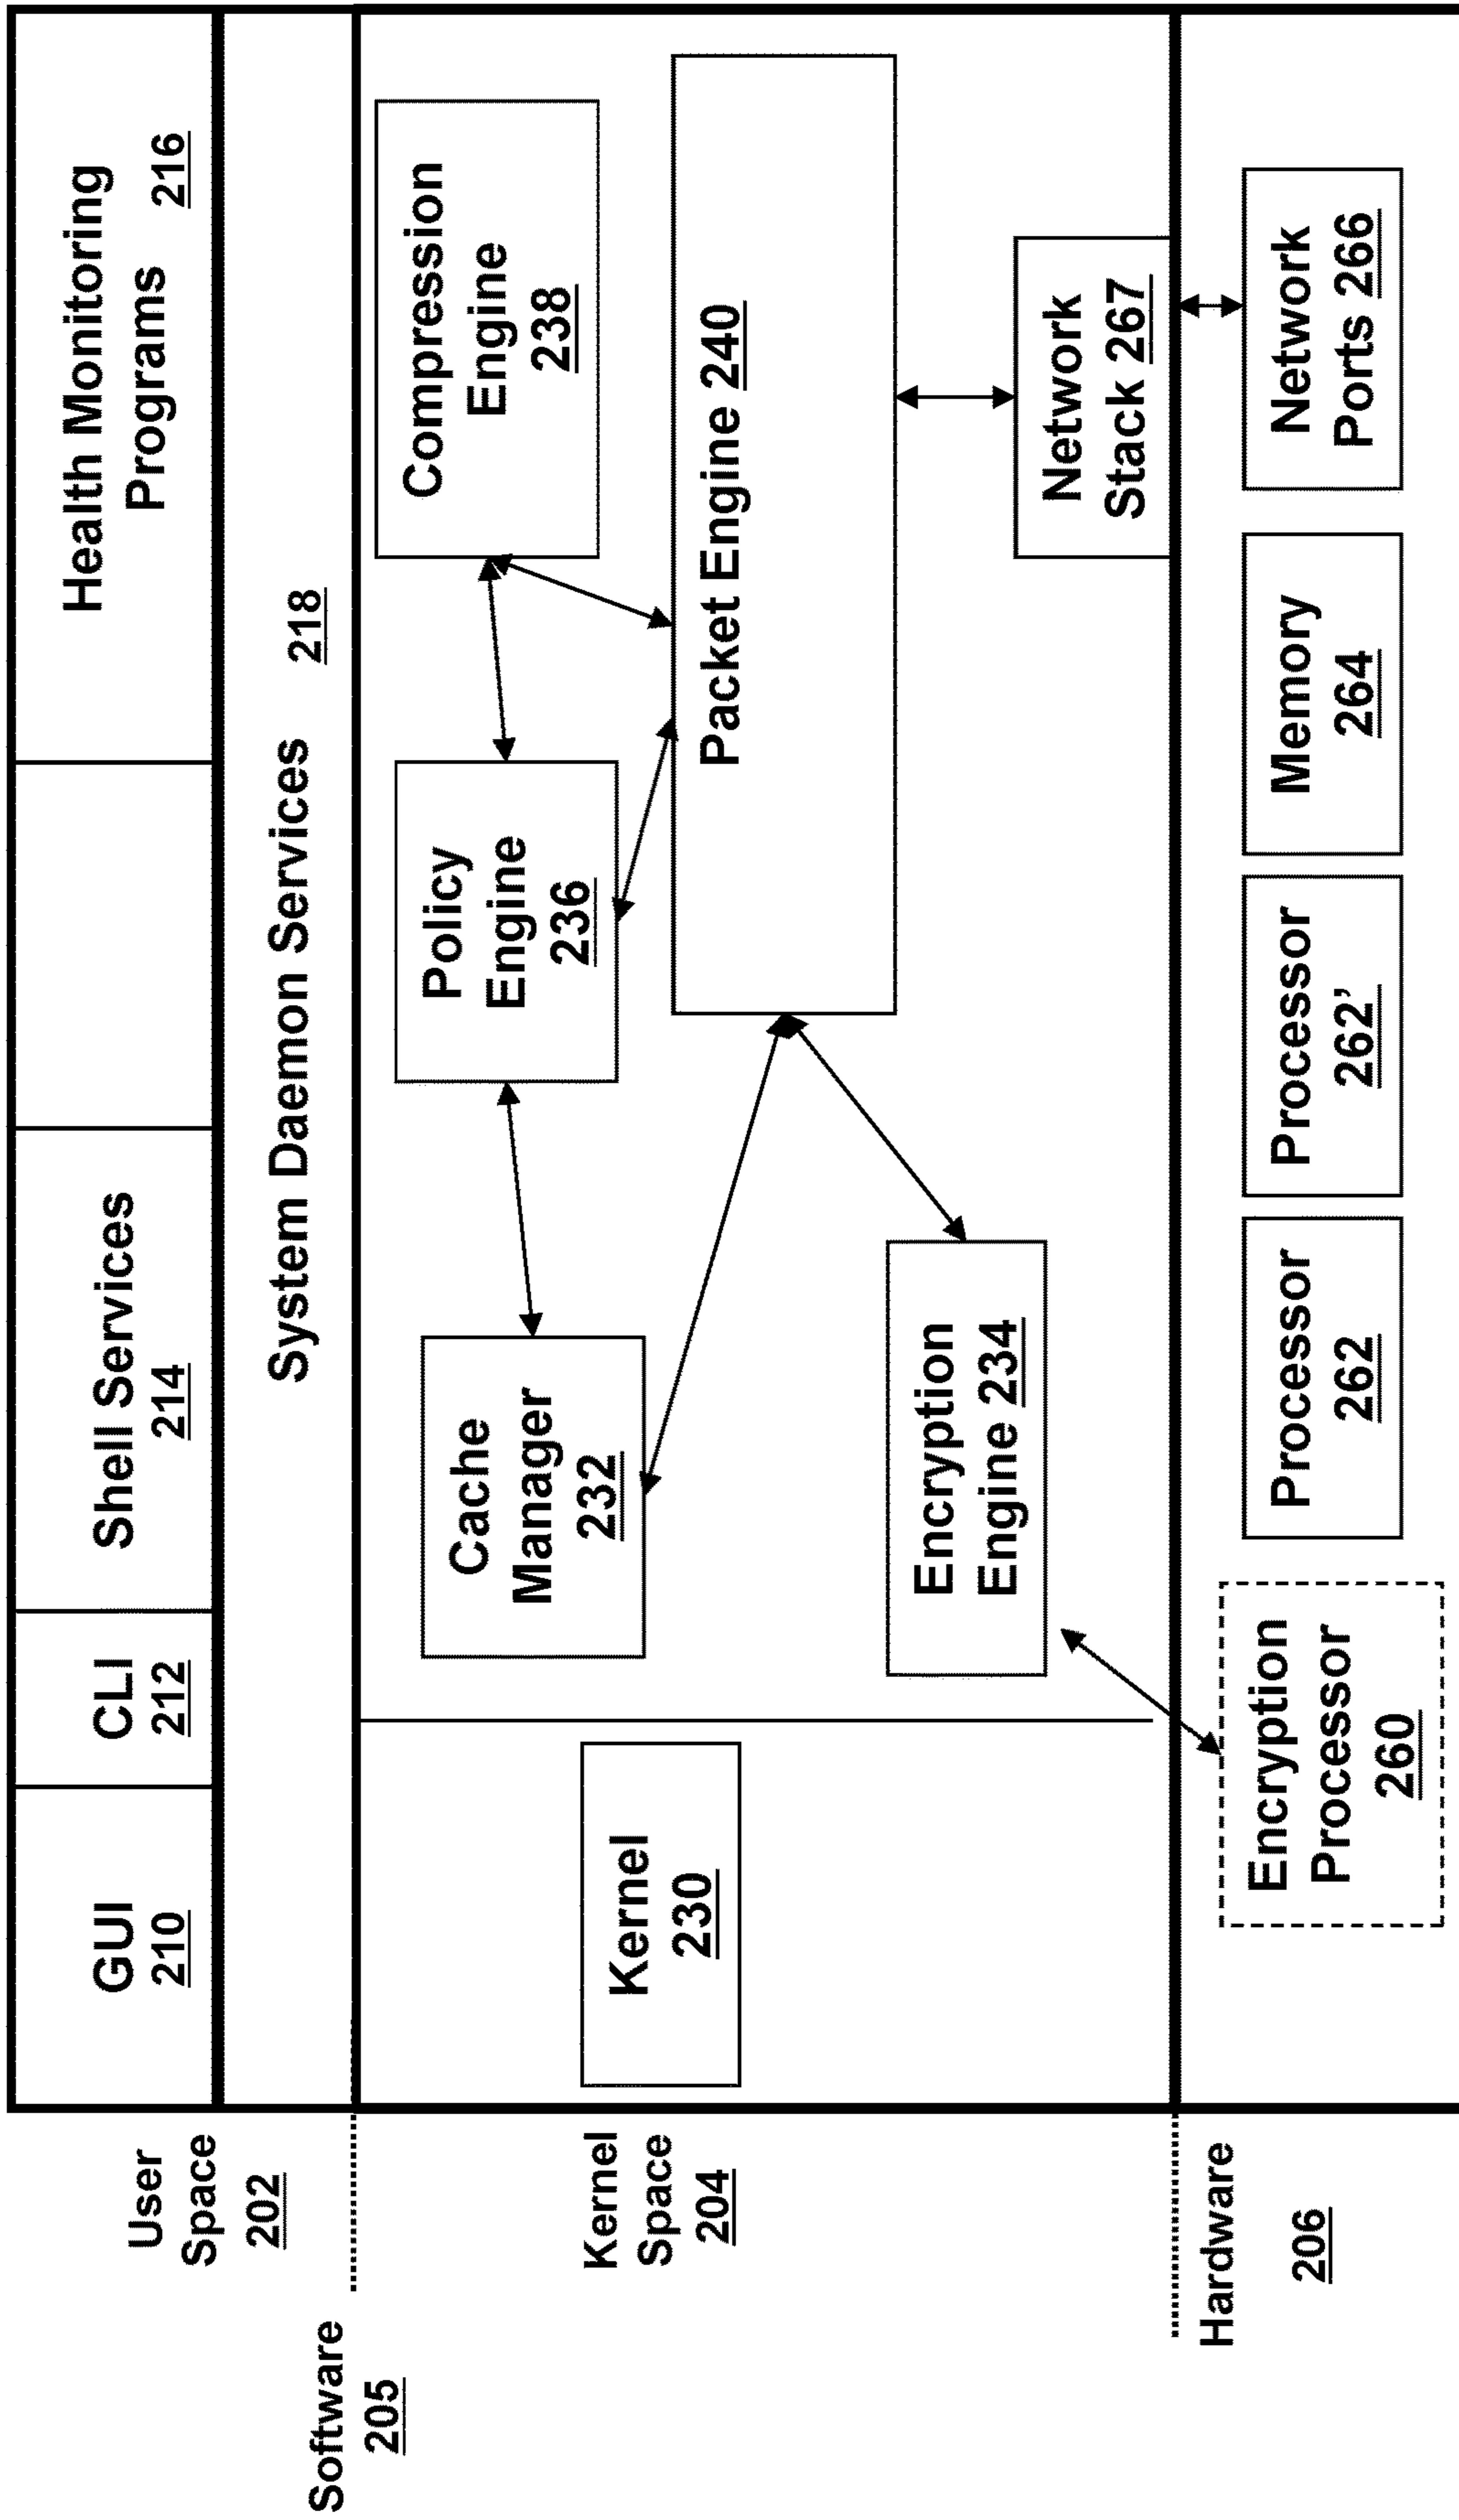 Software
205
User
Space
202
GUI
210
CLI
212
Shell Services
214
Health Monitoring
Programs
216
System Daemon Services
218
Kernel
Space
204
Kernel
230
Cache
Manager
232
Policy
Engine
236
Compression
Engine
238
Packet Engine 240
Encryption
Engine 234
Network
Stack 267
Hardware
206
Encryption
Processor
260
Processor
262
Processor
262’
Memory
264
Network
Ports 266